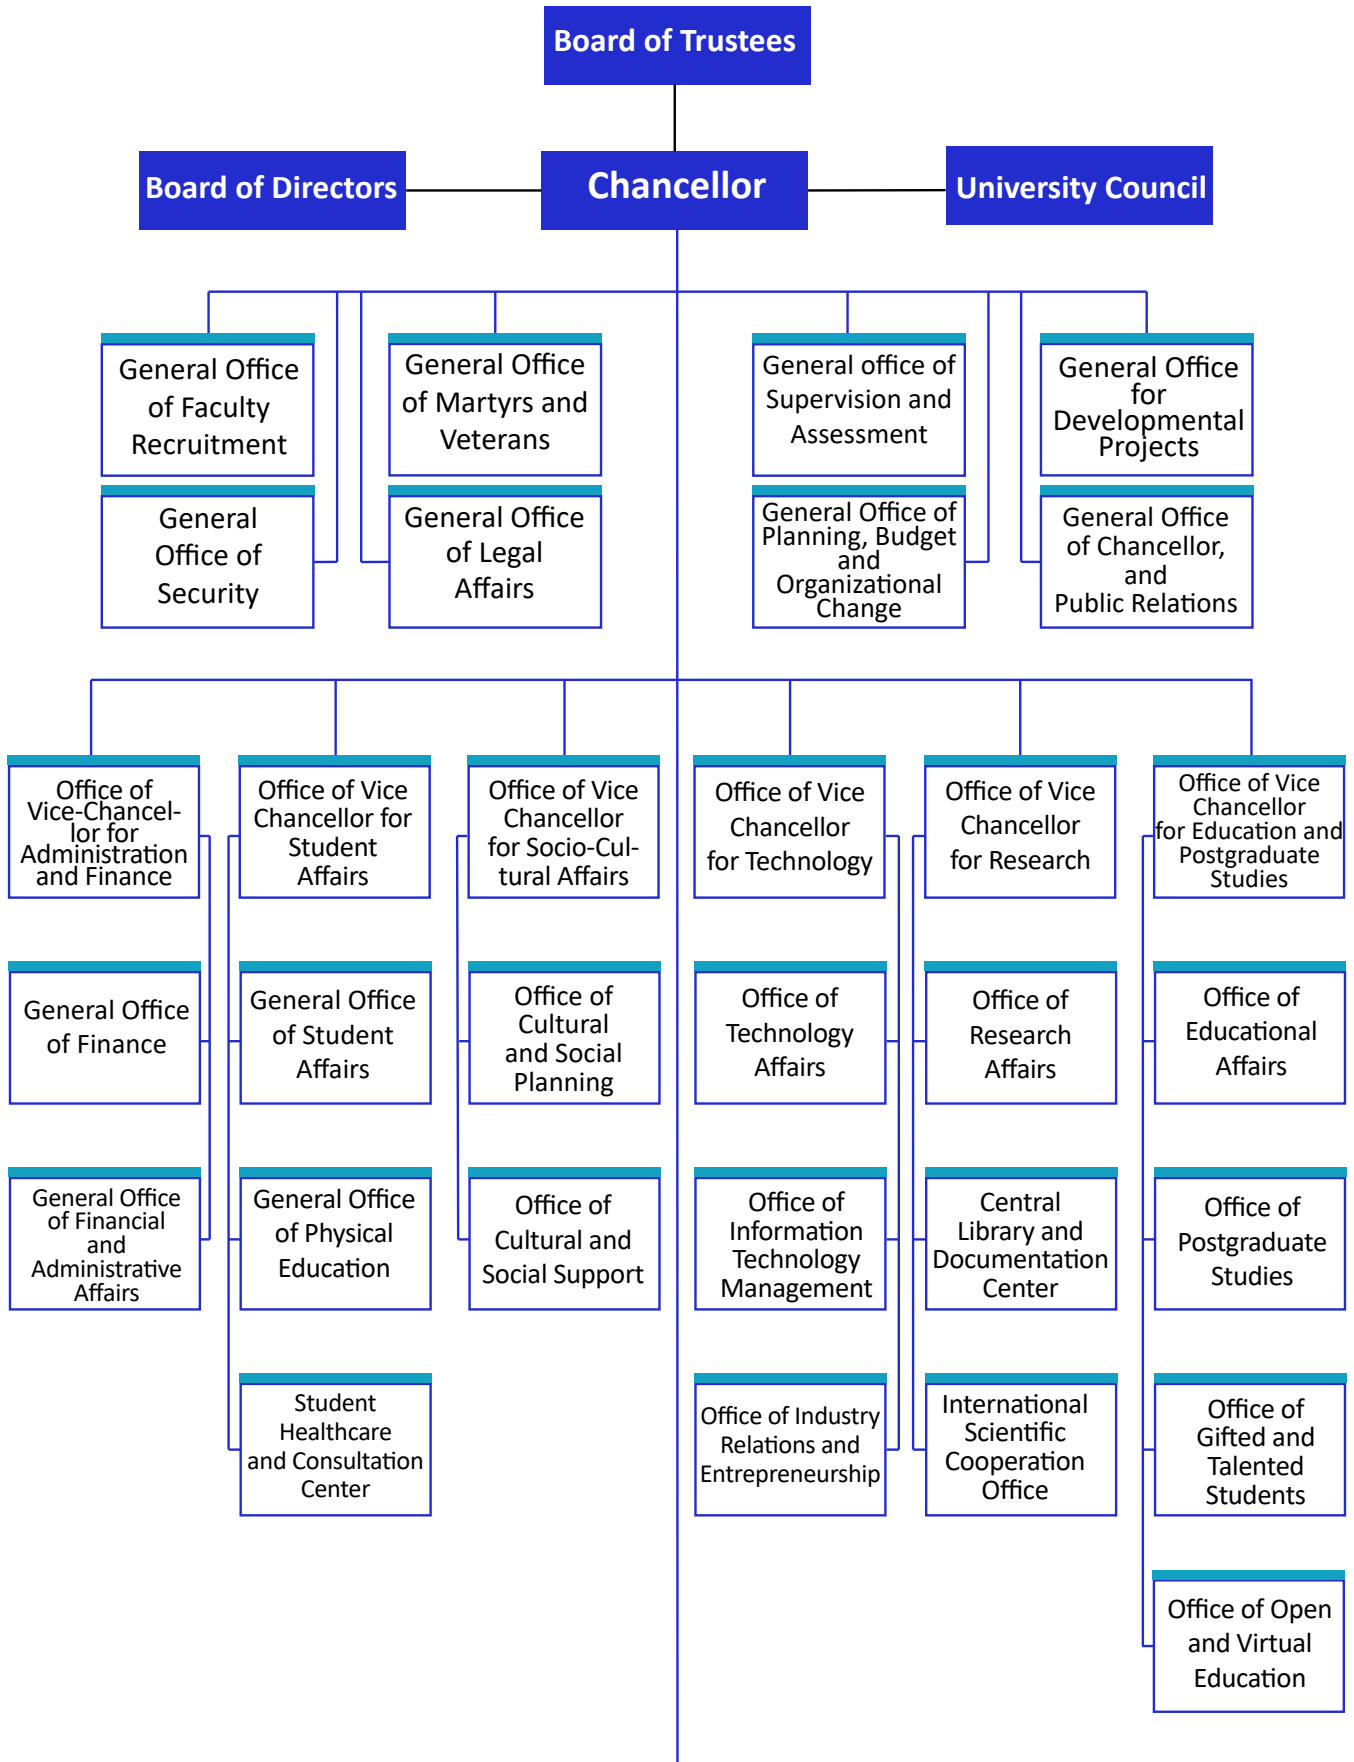 Board of Trustees
Board of Directors
Chancellor
University Council
General Office
of Faculty
Recruitment
General Office
of Martyrs and
Veterans
General office of
Supervision and
Assessment
General Office
for
Developmental
Projects
General
Office of
Security
General Office
of Legal
Affairs
General Office of
Planning, Budget
and
Organizational
Change
General Office
of Chancellor,
and
Public Relations
Office of
Vice-Chancel-
lor for
Administration
and Finance
Office of Vice
Chancellor for
Student
Affairs
Office of Vice
Chancellor
for Socio-Cul-
tural Affairs
Office of Vice
Chancellor
for Technology
Office of Vice
Chancellor
for Research
Office of Vice
Chancellor
for Education and
Postgraduate
Studies
General Office
of Finance
General Office
of Student
Affairs
Office of
Cultural
and Social
Planning
Office of
Technology
Affairs
Office of
Research
Affairs
Office of
Educational
Affairs
General Office
of Financial
and
Administrative
Affairs
General Office
of Physical
Education
Office of
Cultural and
Social Support
Office of
Information
Technology
Management
Central
Library and
Documentation
Center
Office of
Postgraduate
Studies
Student
Healthcare
and Consultation
Center
Office of Industry
Relations and
Entrepreneurship
International
Scientific
Cooperation
Office
Office of
Gifted and
Talented
Students
Office of Open
and Virtual
Education